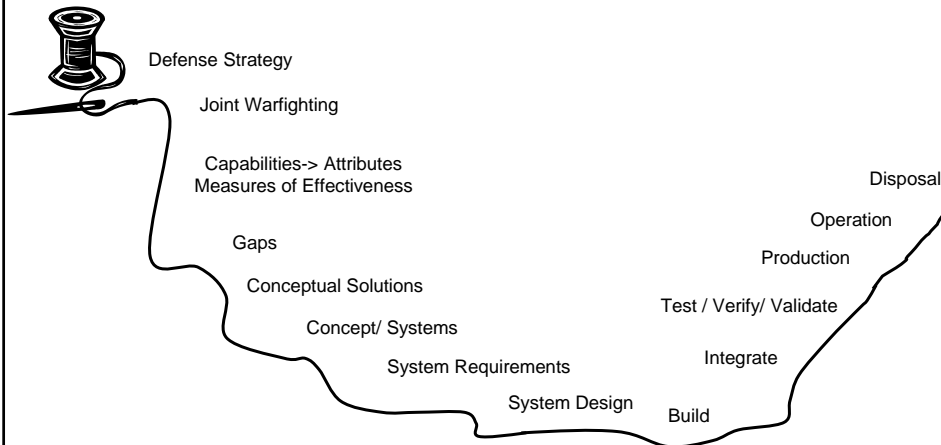 Defense Strategy
Joint Warfighting
Capabilities-> Attributes
Measures of Effectiveness
Gaps
Conceptual Solutions
Concept/ Systems
System Requirements
System Design
Build
Integrate
Test / Verify/ Validate
Production
Operation
Disposal